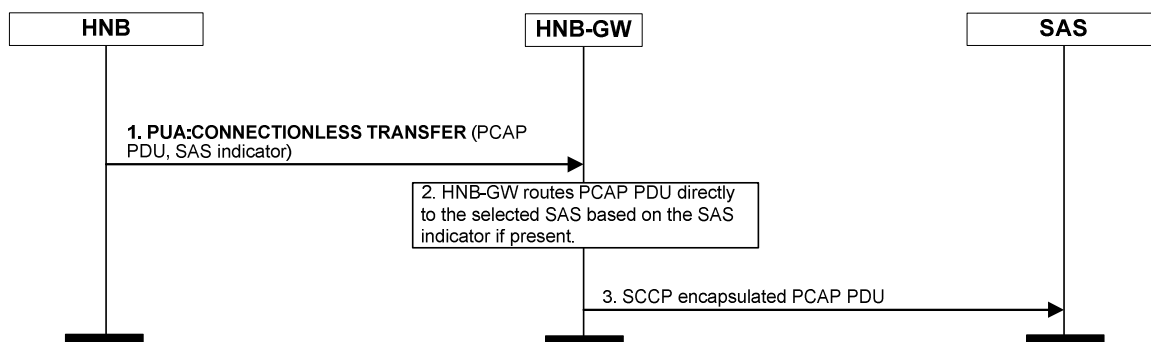 HNB
HNB-GW
SAS
1. PUA:CONNECTIONLESS TRANSFER (PCAP
PDU, SAS indicator)
2. HNB-GW routes PCAP PDU directly
to the selected SAS based on the SAS
indicator if present.
3. SCCP encapsulated PCAP PDU